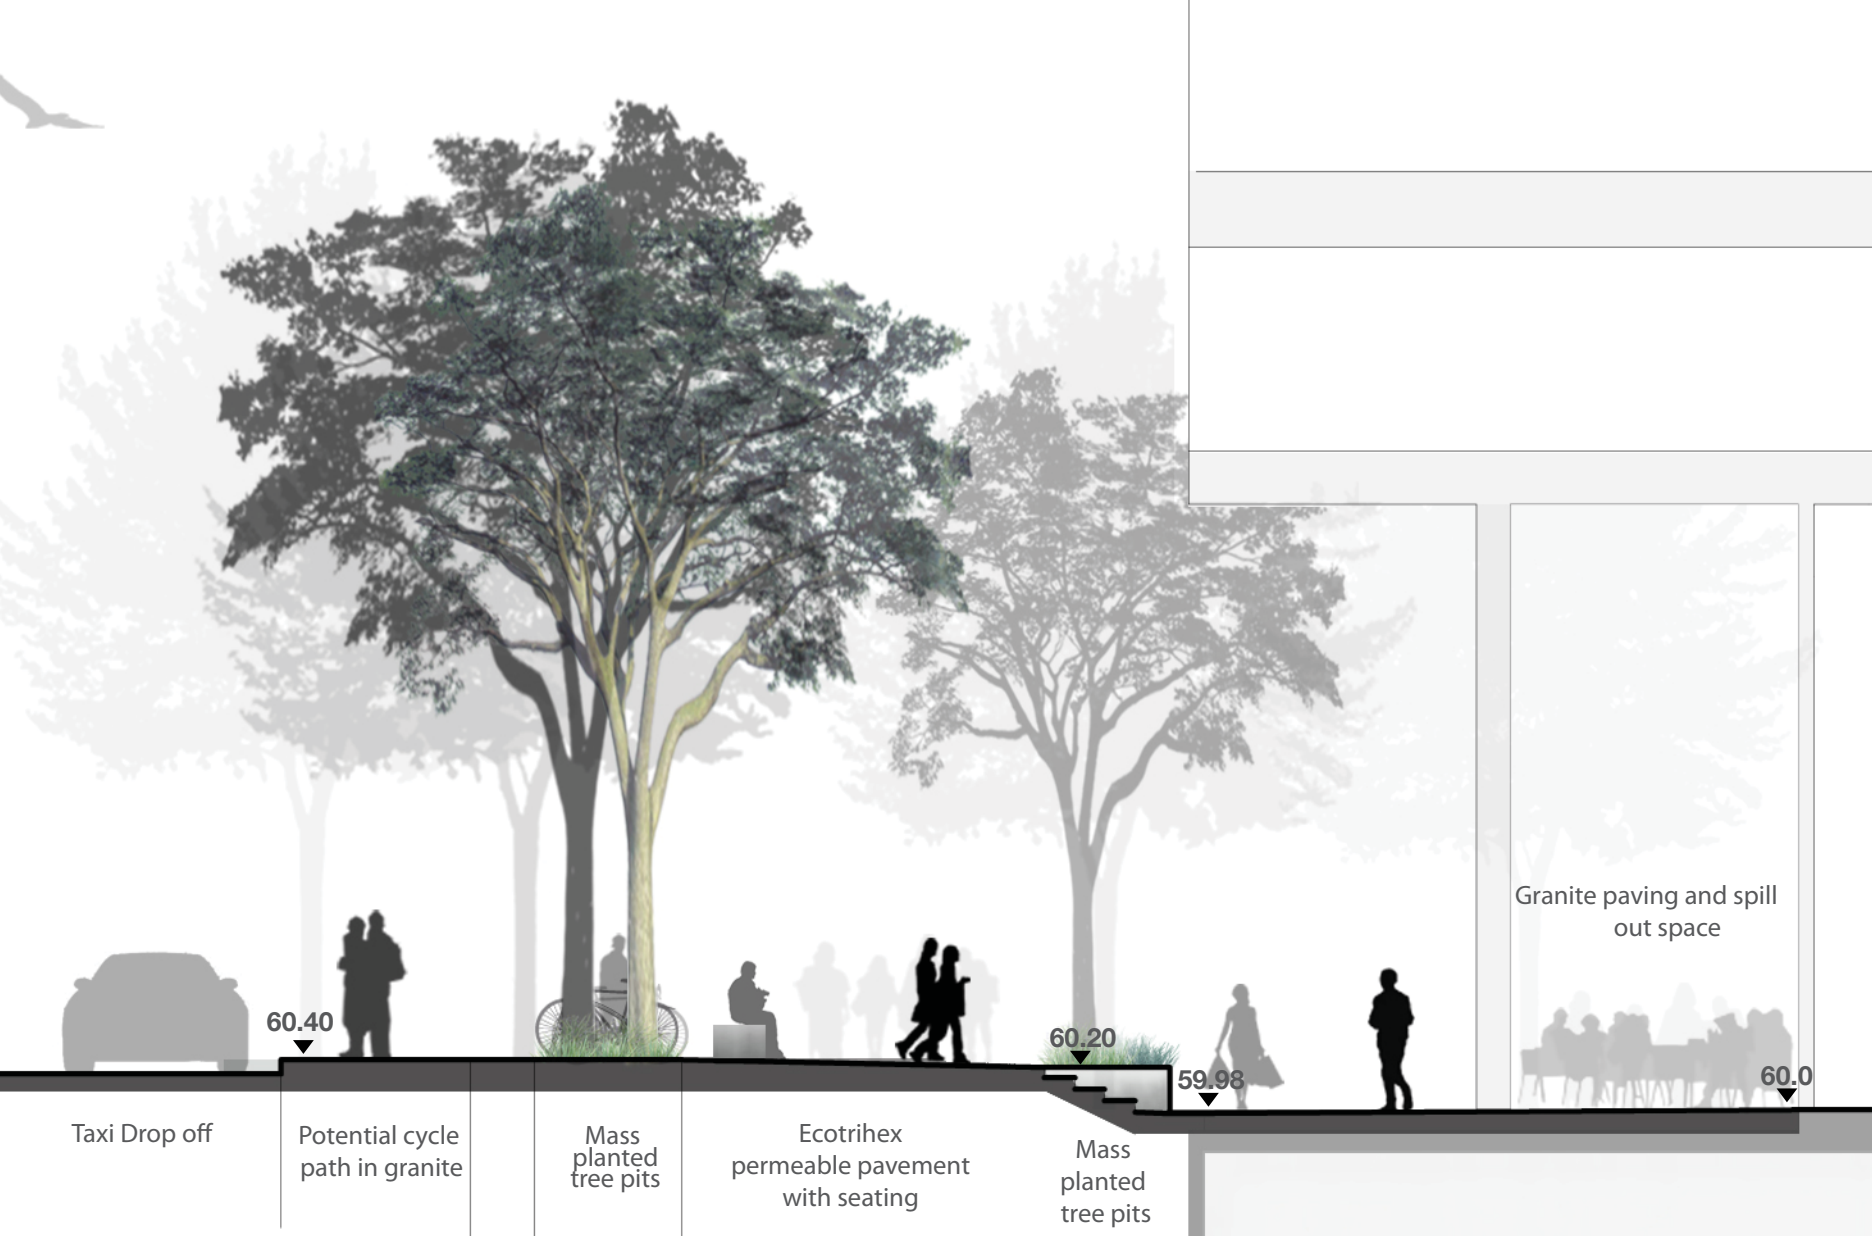 Granite paving and spill
out space
60.40
60.20
59.98
60.0
Taxi Drop off
Potential cycle
path in granite
Mass
planted
tree pits
Ecotrihex
permeable pavement
with seating
Mass
planted
tree pits